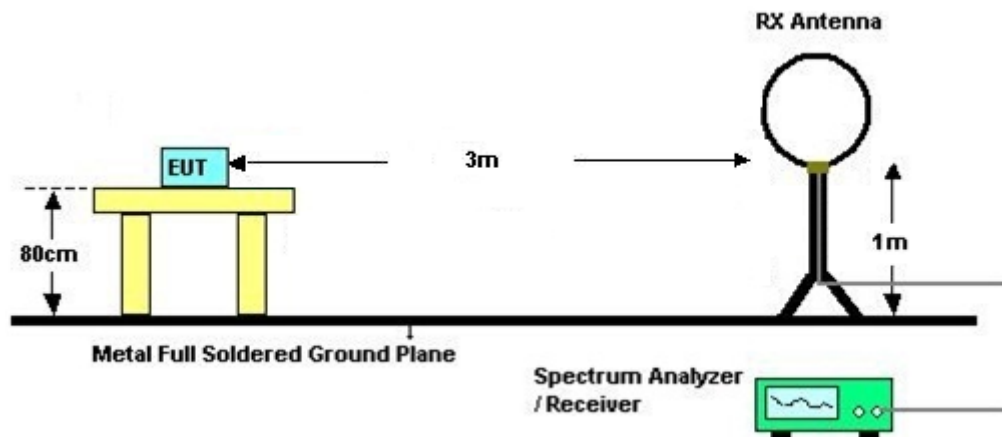 RX Antenna
EUT
3m
80cm
1m
Metal Full Soldered Ground Plane
Spectrum Analyzer
/ Receiver